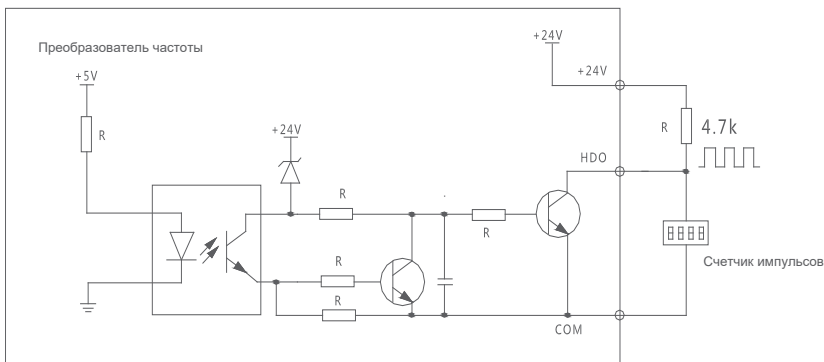 Преобразователь частоты
+24V
+24V
+5V
R
+24V
R
4.7k
HDO
R
R
R
R
Счетчик импульсов
COM